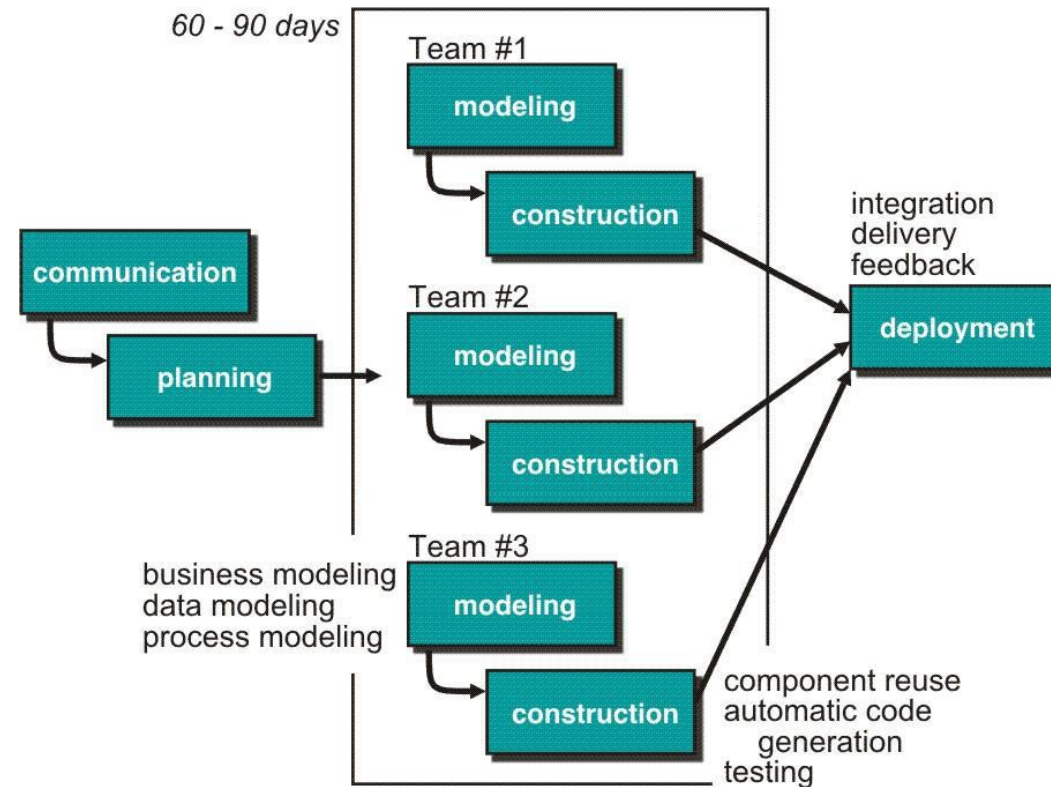 60 - 90 days
Team #1
modeling
construction
integration
delivery
feedback
communication
planning
Team #2
modeling
construction
deployment
Team #3
business modeling
data modeling
process modeling
modeling
construction
component reuse
automatic code
generation
testing